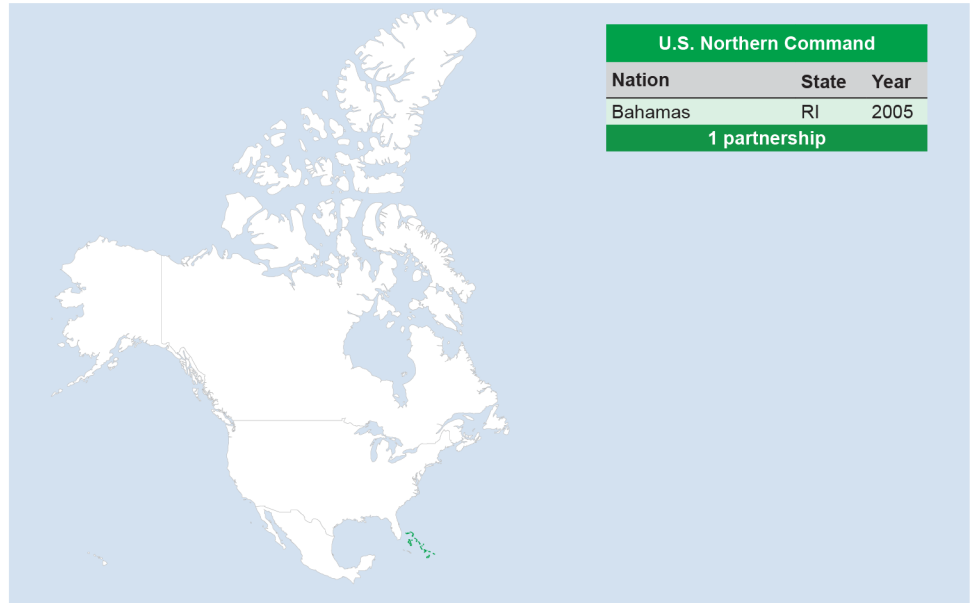 U.S. Northern Command
Nation State Year
Bahamas RI 2005
1 partnership